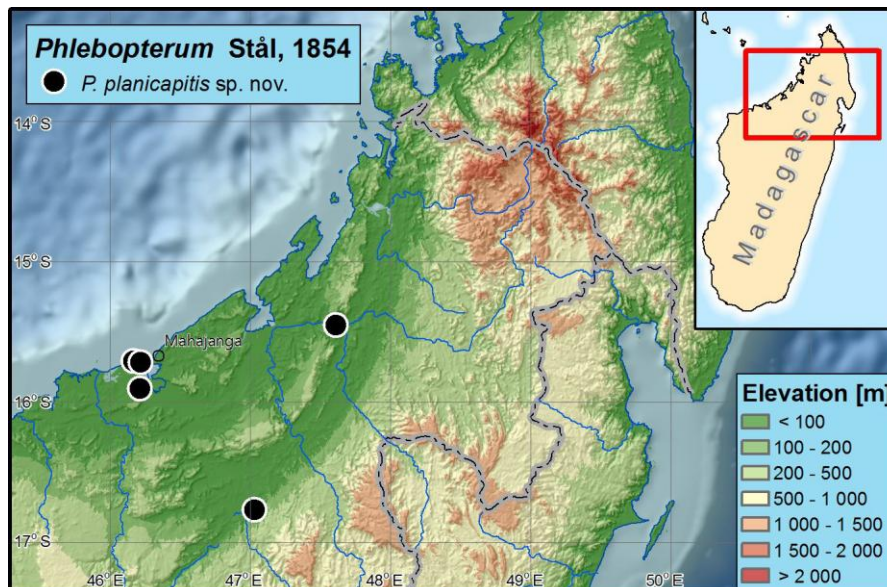 Phlebopterum Stål, 1854
P. planicapitis sp. nov.
Madagascar
14° S
15° S
Mahajanga
16° S
17° S
46° E
47° E
48° E
49° E
50° E
Elevation [m]
< 100
100 - 200
200 - 500
500 - 1 000
1 000 - 1 500
1 500 - 2 000
> 2 000